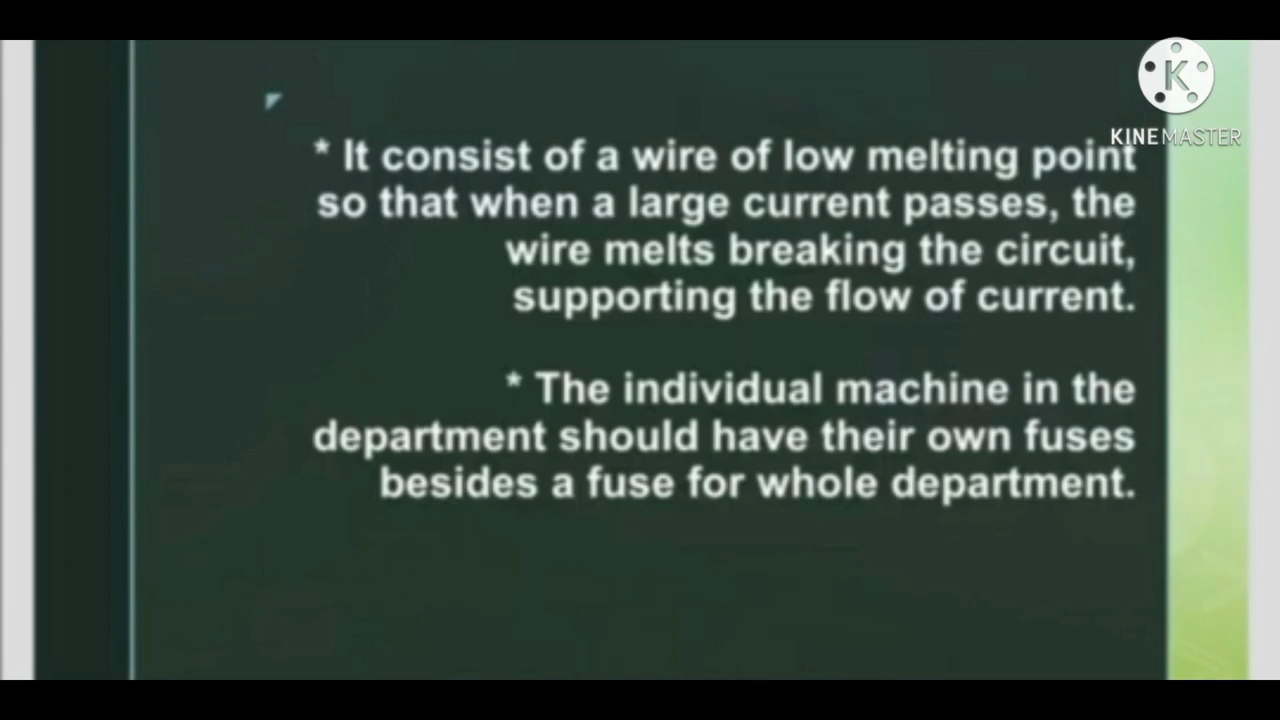 KINEMASTER
* It consist of a wire of low melting point
so that when a large current passes, the
wire melts breaking the circuit,
supporting the flow of current.
* The individual machine in the
department should have their own fuses
besides a fuse for whole department.